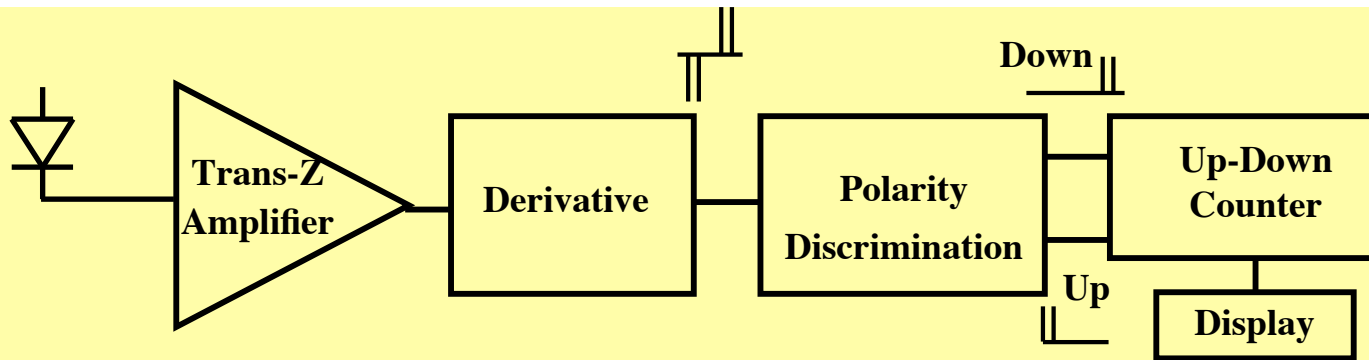 Trans-Z
Amplifier
Derivative
Polarity
Discrimination
Down
Up
Up-Down
Counter
Display